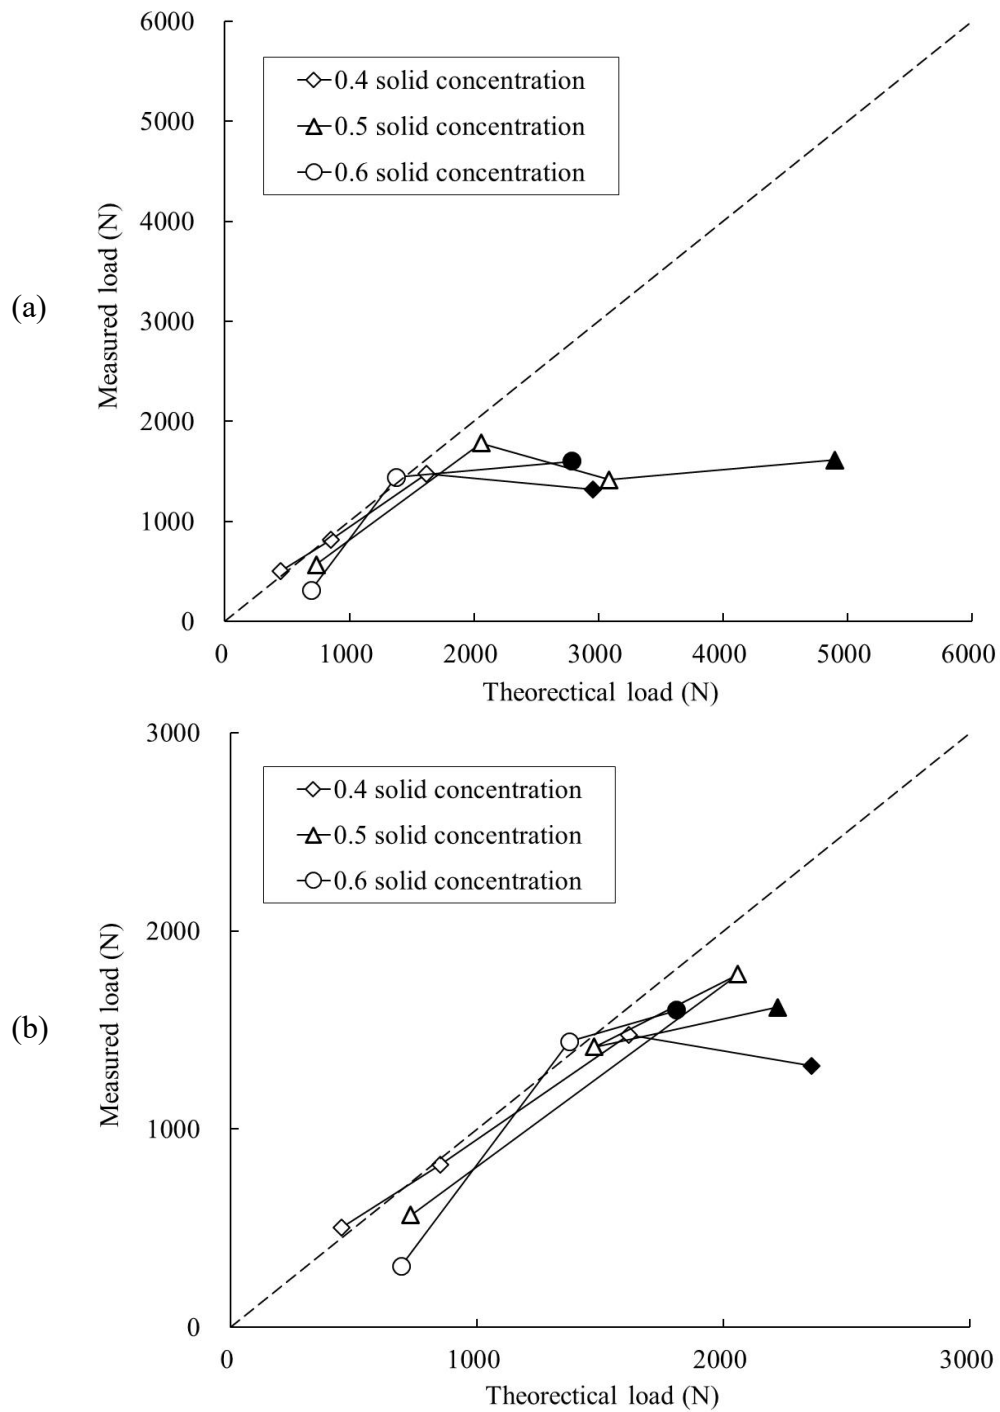 6000
5000
4000
3000
2000
1000
0
Measured load (N)
(a)
0.4 solid concentration
0.5 solid concentration
0.6 solid concentration
0 1000 2000 3000 4000 5000 6000
Theorectical load (N)
3000
2000
1000
0
Measured load (N)
(b)
0.4 solid concentration
0.5 solid concentration
0.6 solid concentration
0 1000 2000 3000
Theorectical load (N)